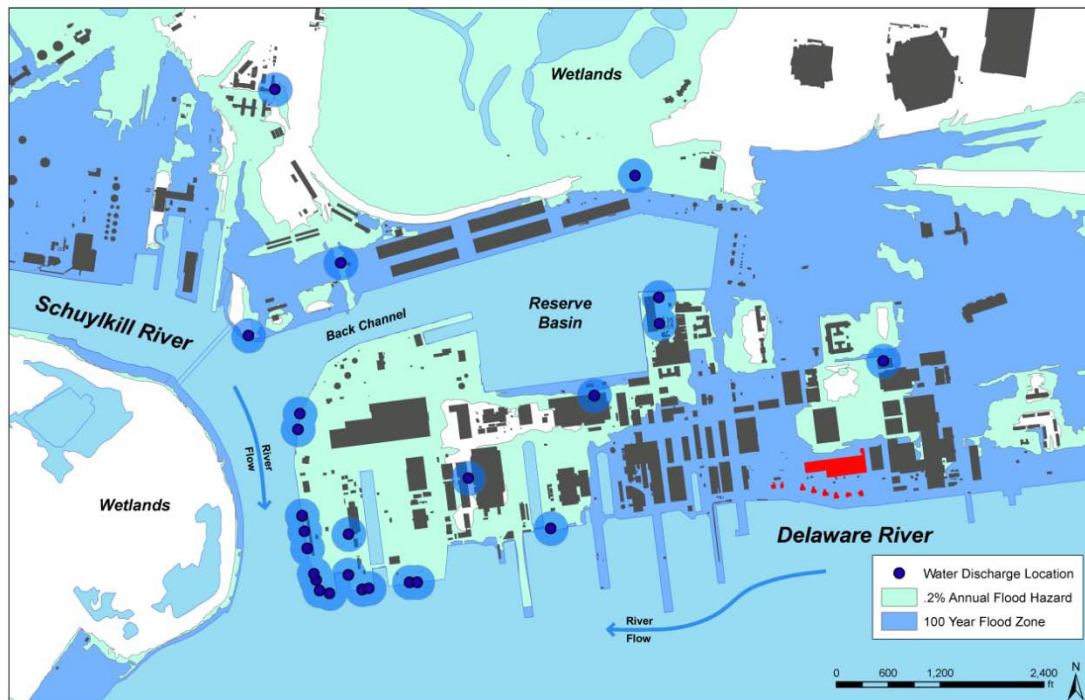 Wetlands
Schuylkill River
Back Channel
Reserve
Basin
River
Flow
Wetlands
Delaware River
River
Flow
Water Discharge Location
.2% Annual Flood Hazard
100 Year Flood Zone
N
0 600 1,200 2,400
ft